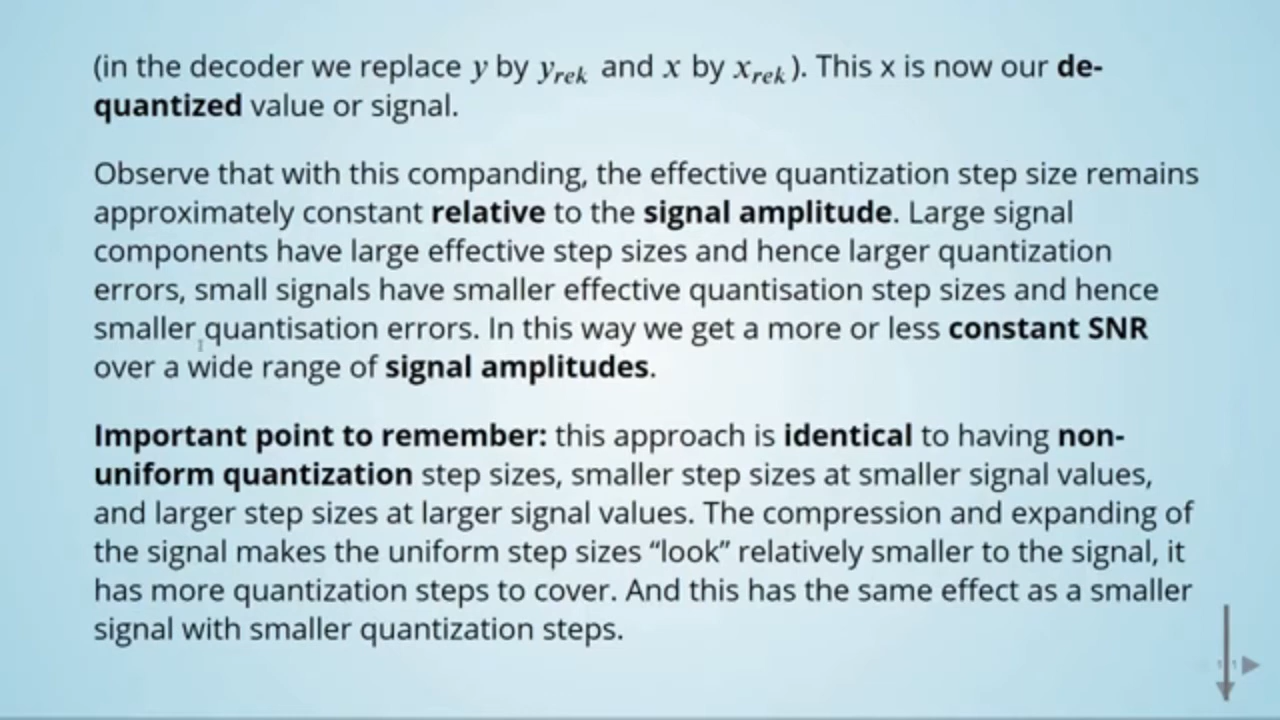 (in the decoder we replace y by y_rek and x by x_rek). This x is now our de-
quantized value or signal.
Observe that with this companding, the effective quantization step size remains
approximately constant relative to the signal amplitude. Large signal
components have large effective step sizes and hence larger quantization
errors, small signals have smaller effective quantisation step sizes and hence
smaller quantisation errors. In this way we get a more or less constant SNR
over a wide range of signal amplitudes.
Important point to remember: this approach is identical to having non-
uniform quantization step sizes, smaller step sizes at smaller signal values,
and larger step sizes at larger signal values. The compression and expanding of
the signal makes the uniform step sizes “look” relatively smaller to the signal, it
has more quantization steps to cover. And this has the same effect as a smaller
signal with smaller quantization steps.